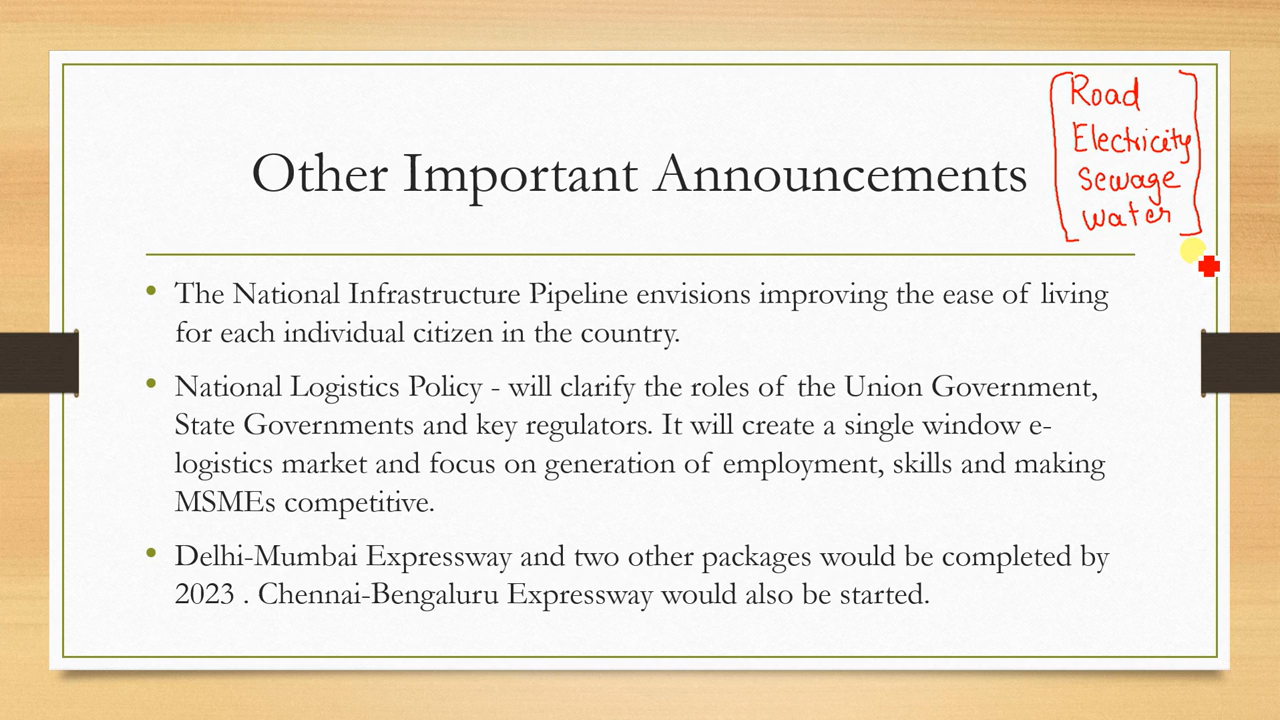 Road
Electricity
Sewage
Water
Other Important Announcements
• The National Infrastructure Pipeline envisions improving the ease of living
for each individual citizen in the country.
• National Logistics Policy - will clarify the roles of the Union Government,
State Governments and key regulators. It will create a single window e-
logistics market and focus on generation of employment, skills and making
MSMEs competitive.
• Delhi-Mumbai Expressway and two other packages would be completed by
2023 . Chennai-Bengaluru Expressway would also be started.